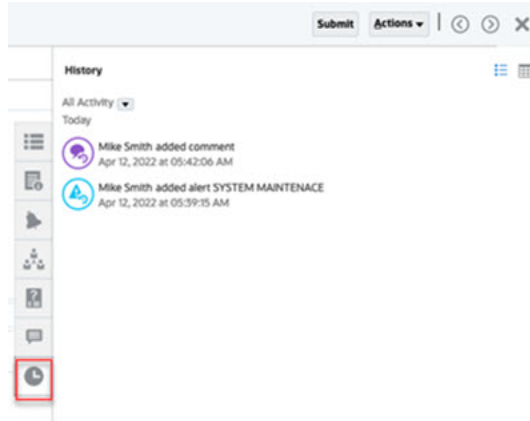 Submit Actions
History
All Activity
Today
Mike Smith added comment
Apr 12, 2022 at 05:42:06 AM
Mike Smith added alert SYSTEM MAINTENACE
Apr 12, 2022 at 05:39:15 AM